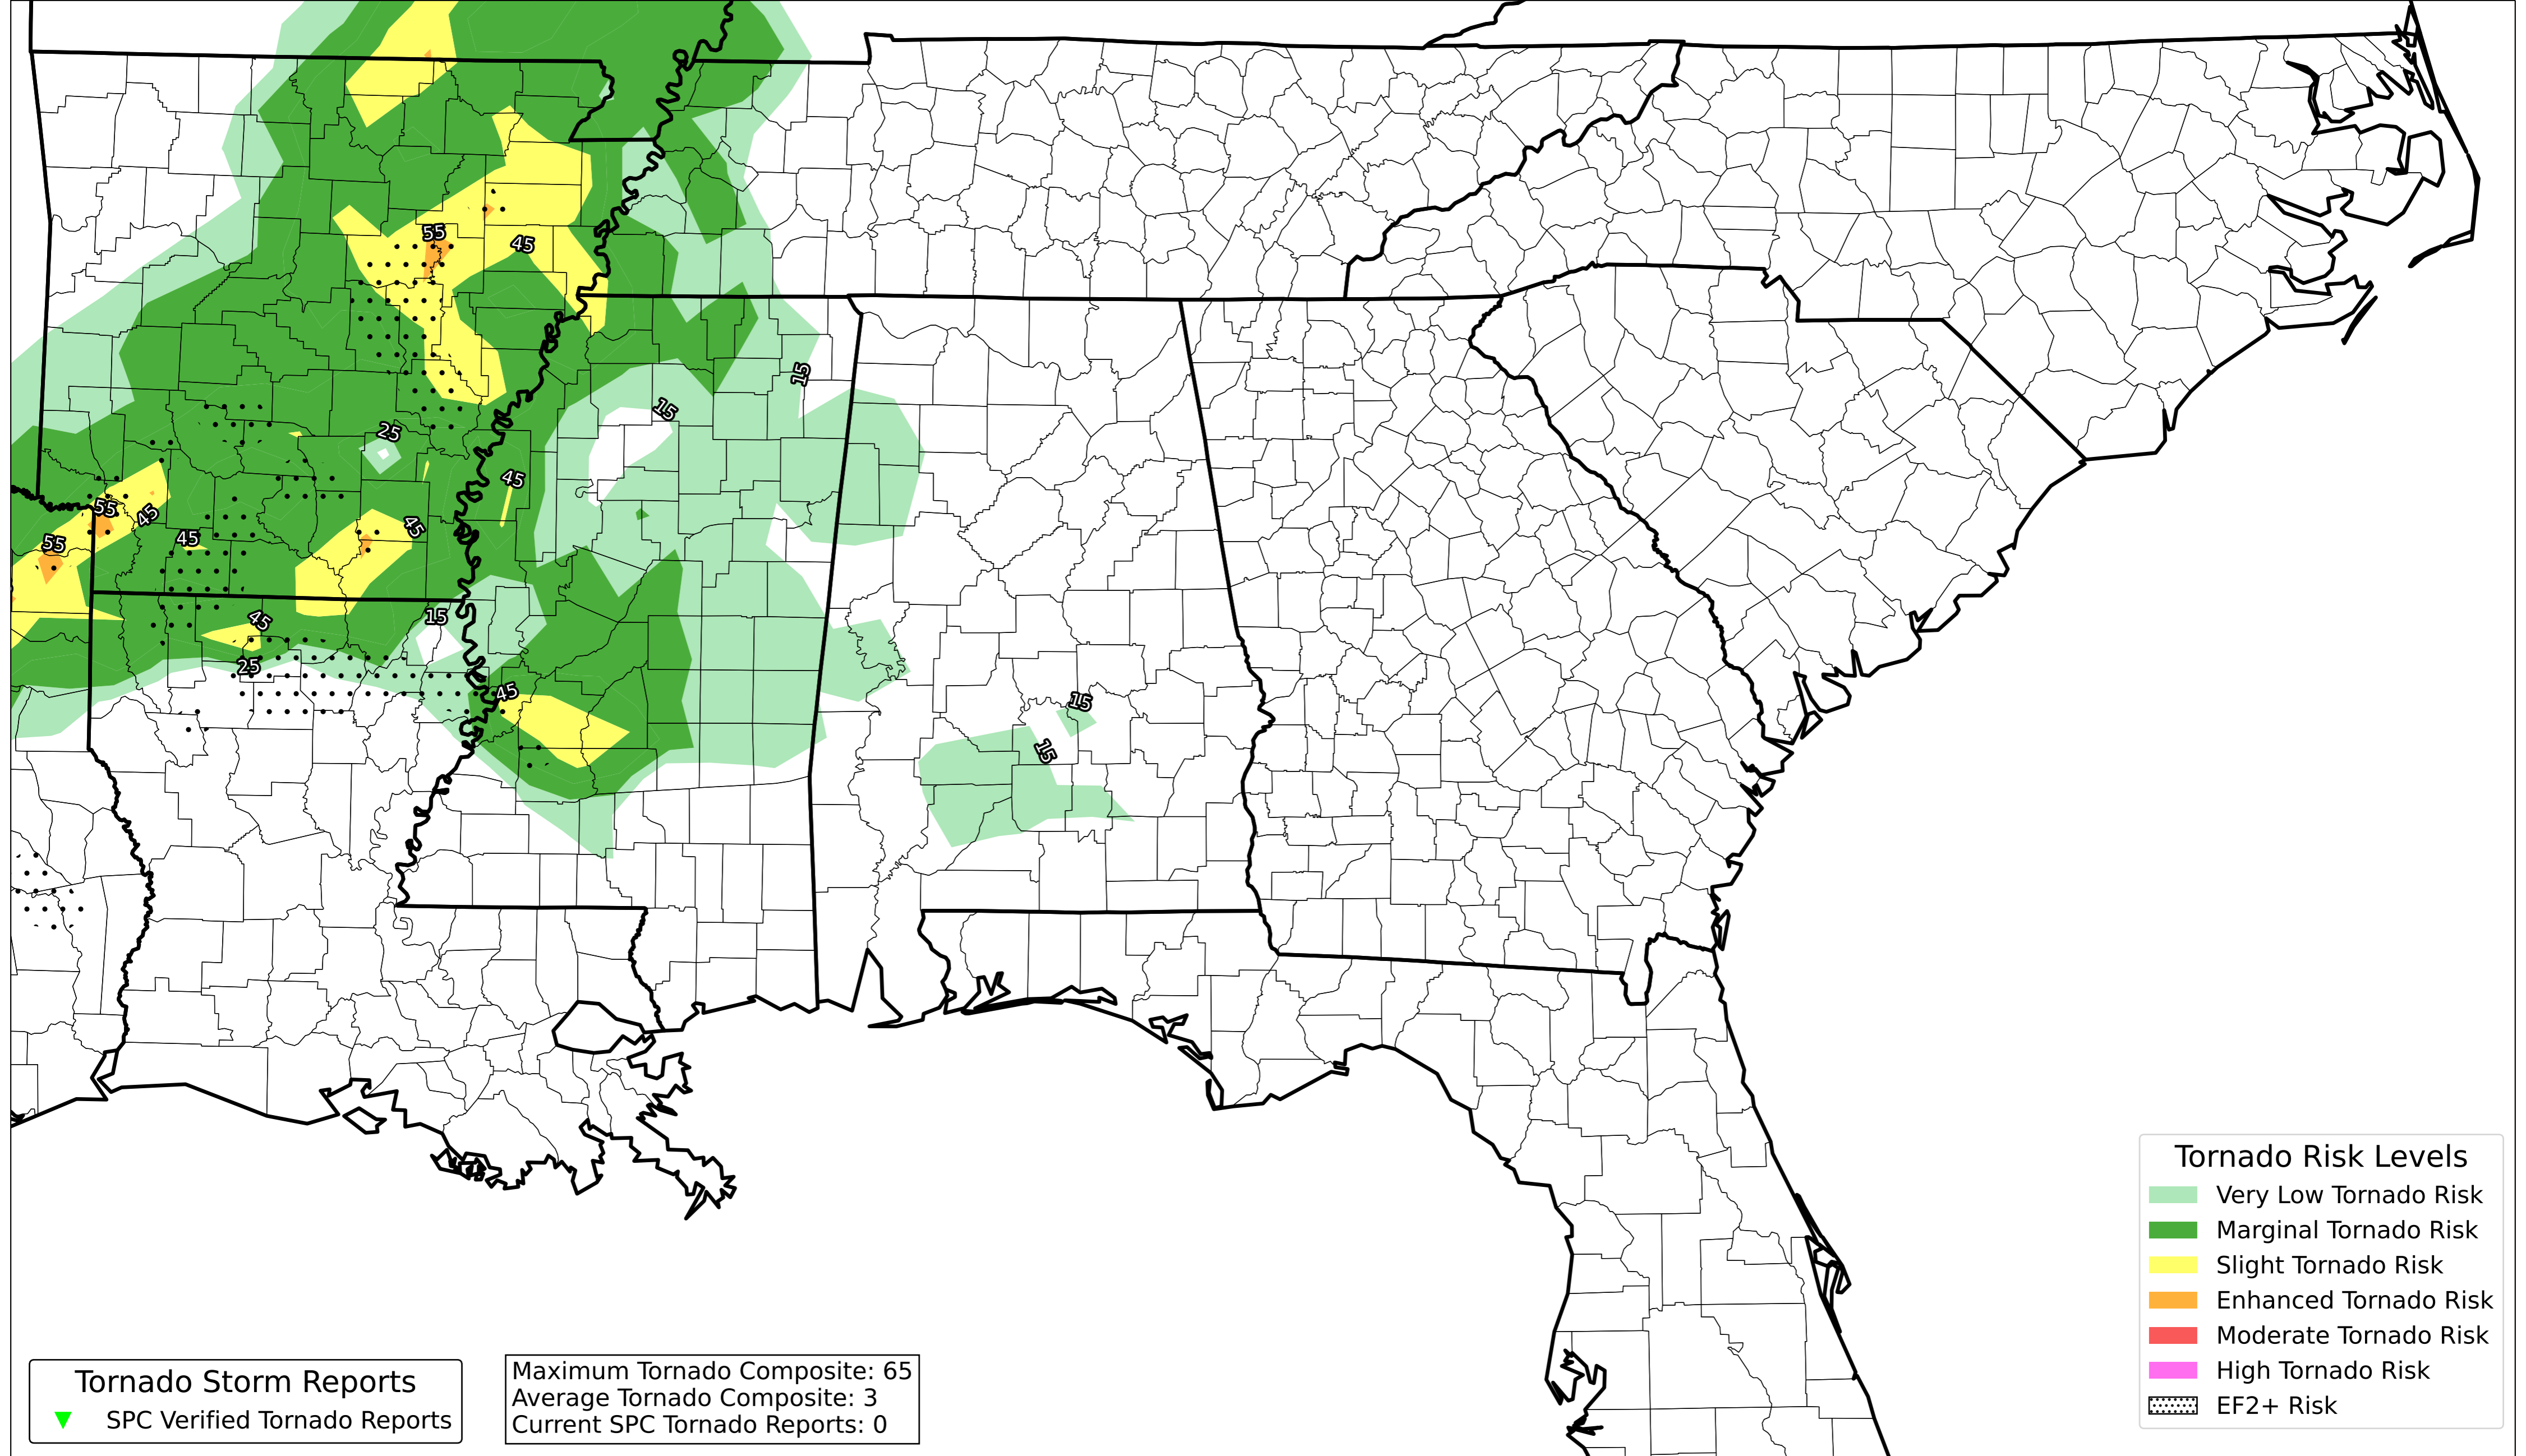 55
45
15
15
25
45
55
45
45
55
45
15
45
25
45
15
15
Tornado Risk Levels
Very Low Tornado Risk
Marginal Tornado Risk
Slight Tornado Risk
Enhanced Tornado Risk
Moderate Tornado Risk
High Tornado Risk
EF2+ Risk
Tornado Storm Reports
SPC Verified Tornado Reports
Maximum Tornado Composite: 65
Average Tornado Composite: 3
Current SPC Tornado Reports: 0